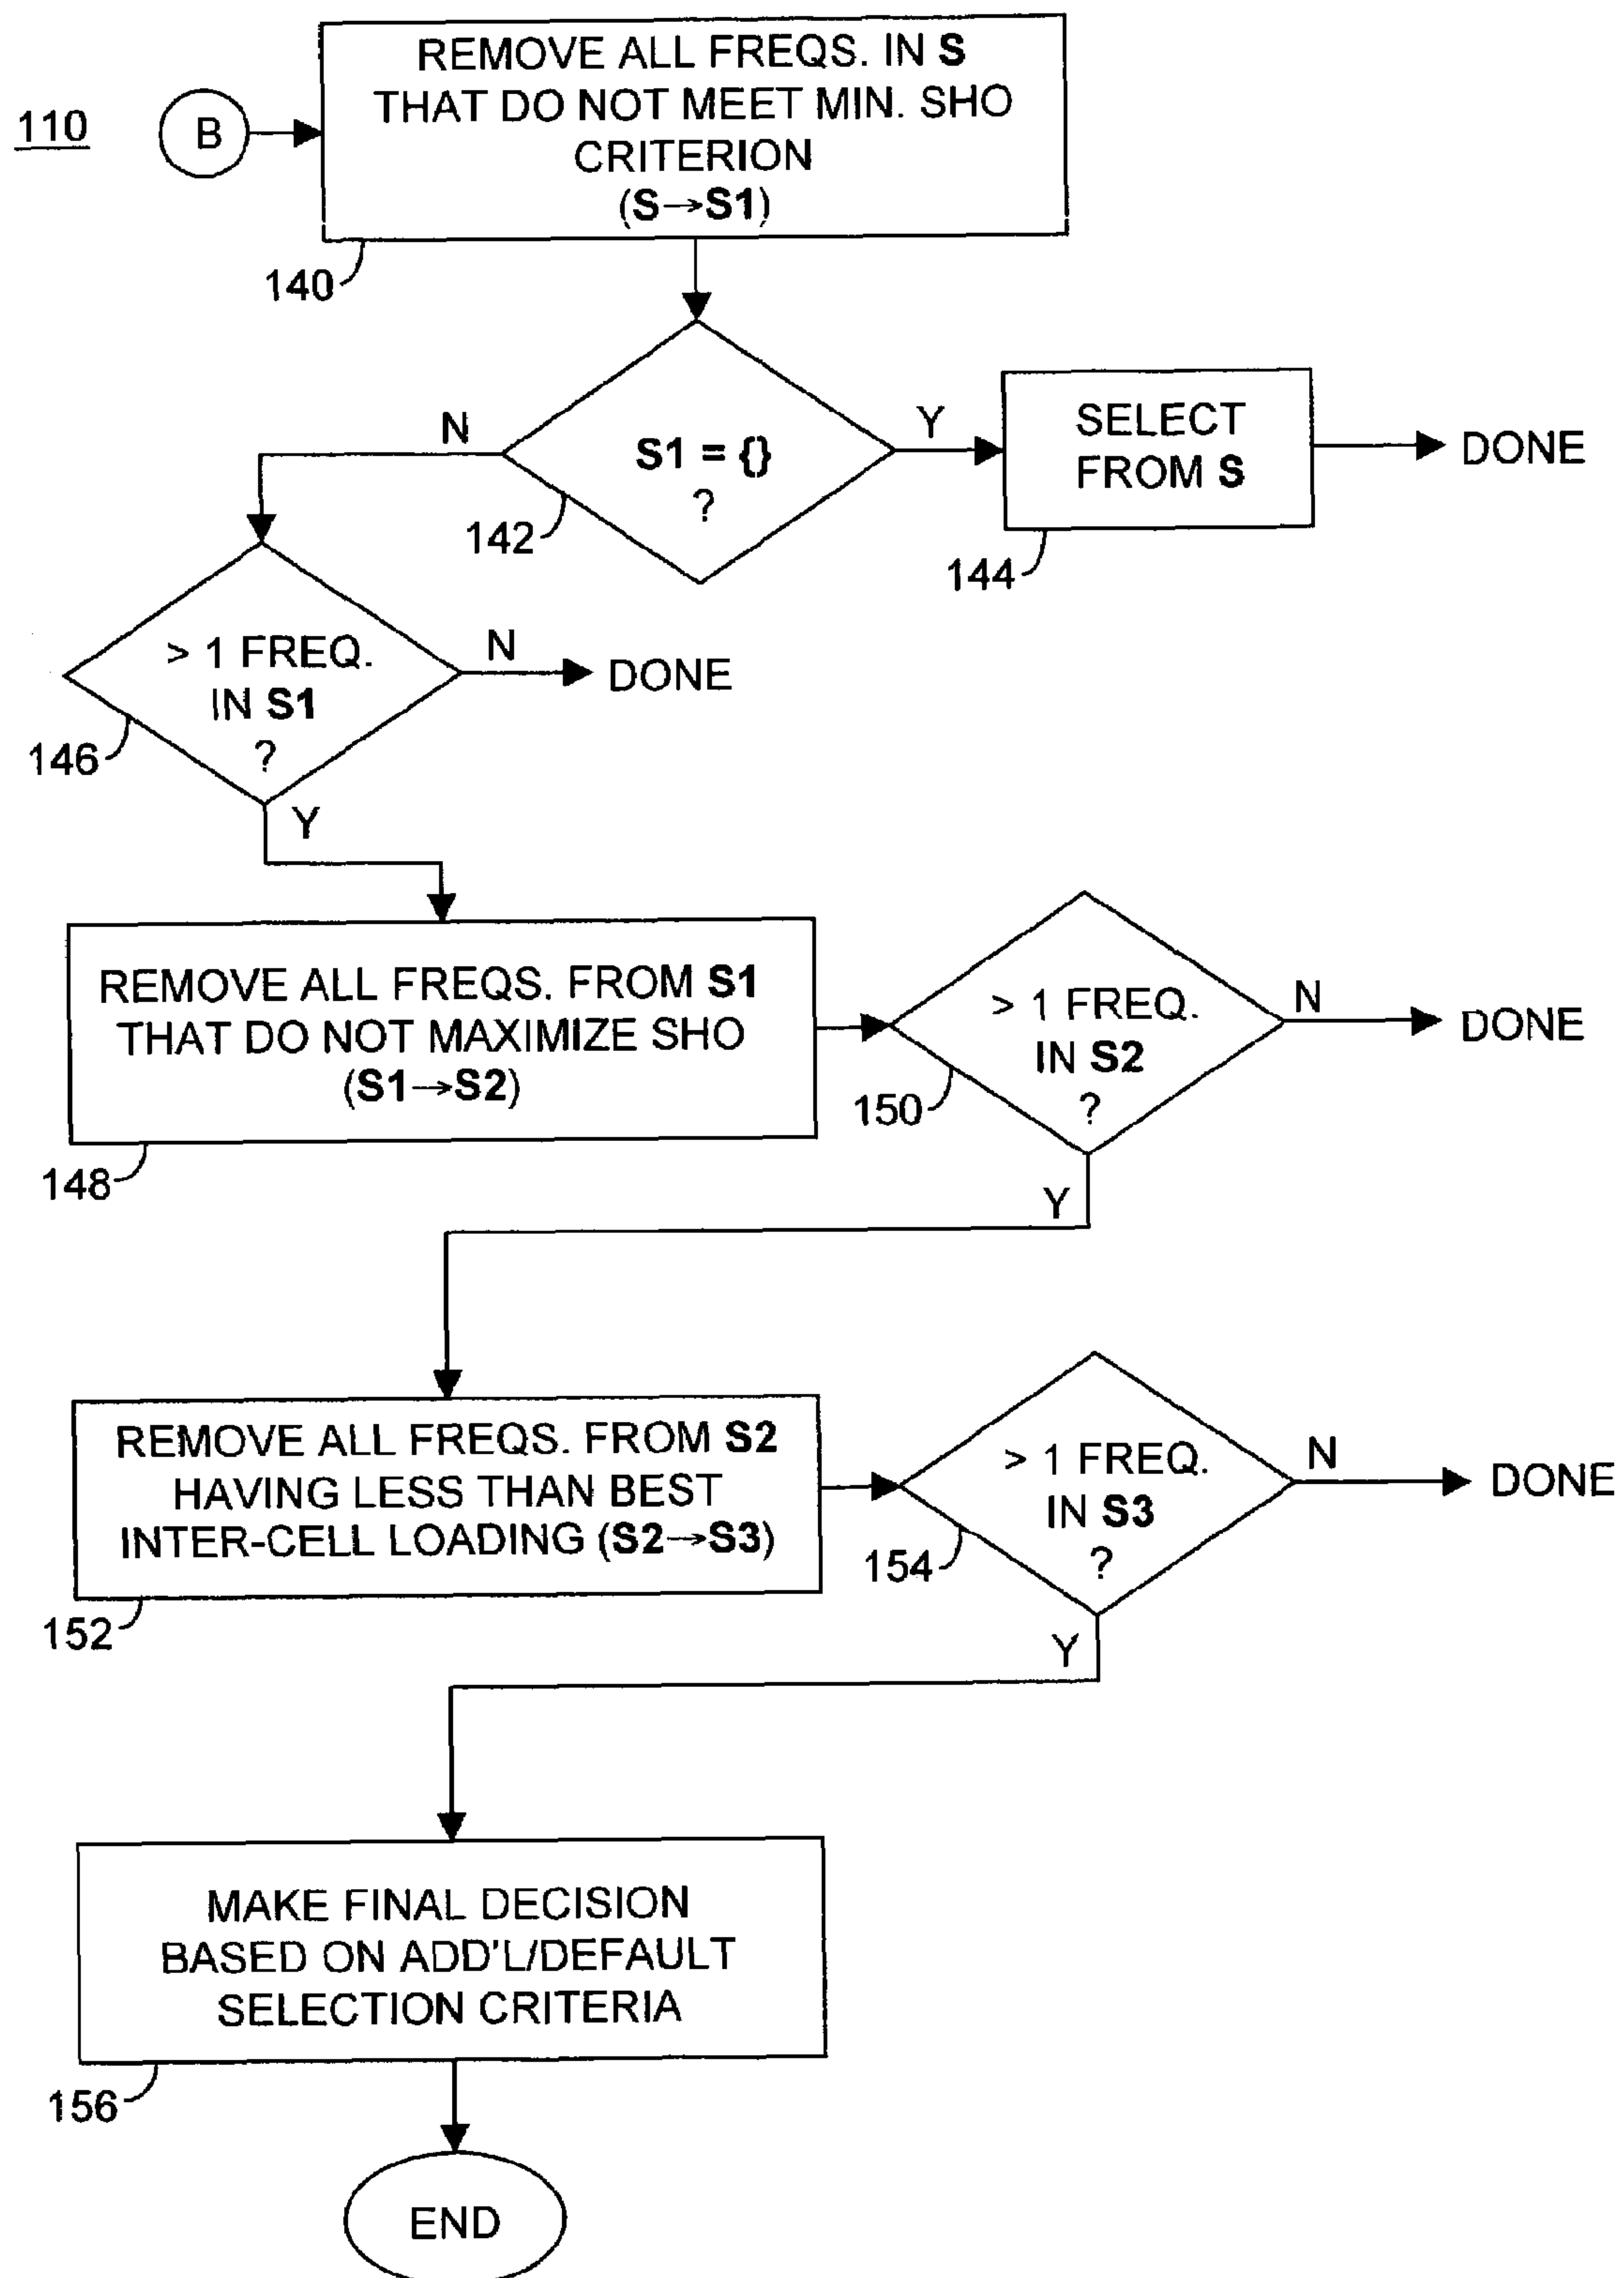 110
B
REMOVE ALL FREQS. IN S
THAT DO NOT MEET MIN. SHO
CRITERION
(S→S1)
140
S1 = {}
?
142
N
Y
SELECT
FROM S
144
DONE
> 1 FREQ.
IN S1
?
146
N
DONE
Y
REMOVE ALL FREQS. FROM S1
THAT DO NOT MAXIMIZE SHO
(S1→S2)
148
> 1 FREQ.
IN S2
?
150
N
DONE
Y
REMOVE ALL FREQS. FROM S2
HAVING LESS THAN BEST
INTER-CELL LOADING (S2→S3)
152
> 1 FREQ.
IN S3
?
154
N
DONE
Y
MAKE FINAL DECISION
BASED ON ADD'L/DEFAULT
SELECTION CRITERIA
156
END